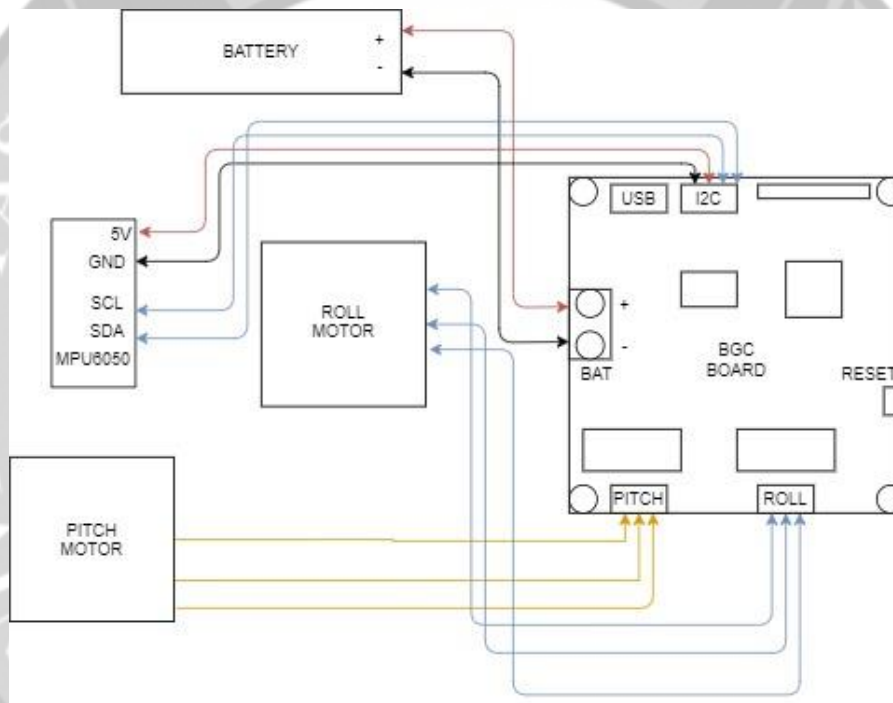 BATTERY
+
-
5V
GND
SCL
SDA
MPU6050
ROLL
MOTOR
USB
I2C
+
-
BAT
BGC
BOARD
RESET
PITCH
MOTOR
PITCH
ROLL